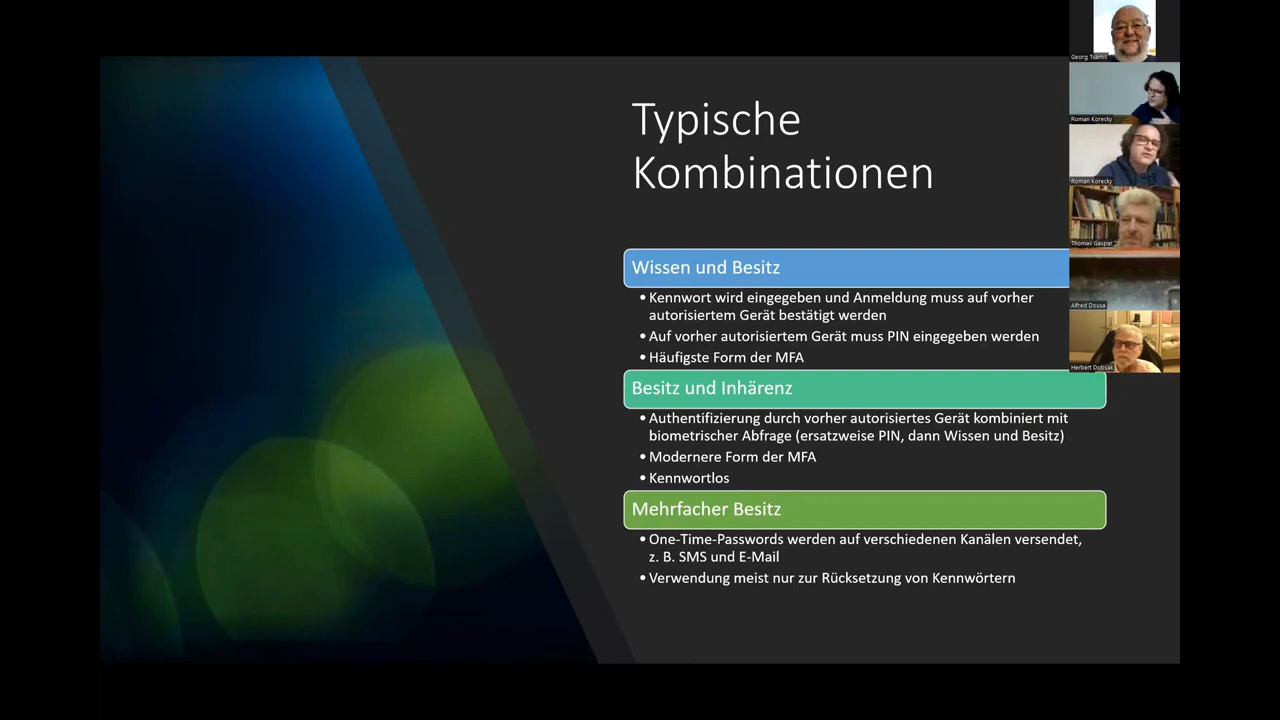 Typische
Kombinationen
Wissen und Besitz
• Kennwort wird eingegeben und Anmeldung muss auf vorher
autorisiertem Gerät bestätigt werden
• Auf vorher autorisiertem Gerät muss PIN eingegeben werden
• Häufigste Form der MFA
Besitz und Inhärenz
• Authentifizierung durch vorher autorisiertes Gerät kombiniert mit
biometrischer Abfrage (ersatzweise PIN, dann Wissen und Besitz)
• Modernere Form der MFA
• Kennwortlos
Mehrfacher Besitz
• One-Time-Passwords werden auf verschiedenen Kanälen versendet,
z. B. SMS und E-Mail
• Verwendung meist nur zur Rücksetzung von Kennwörtern
Georg Tsamis
Roman Korecky
Roman Korecky
Thomas Gaspar
Alfred Dousa
Herbert Dobsak